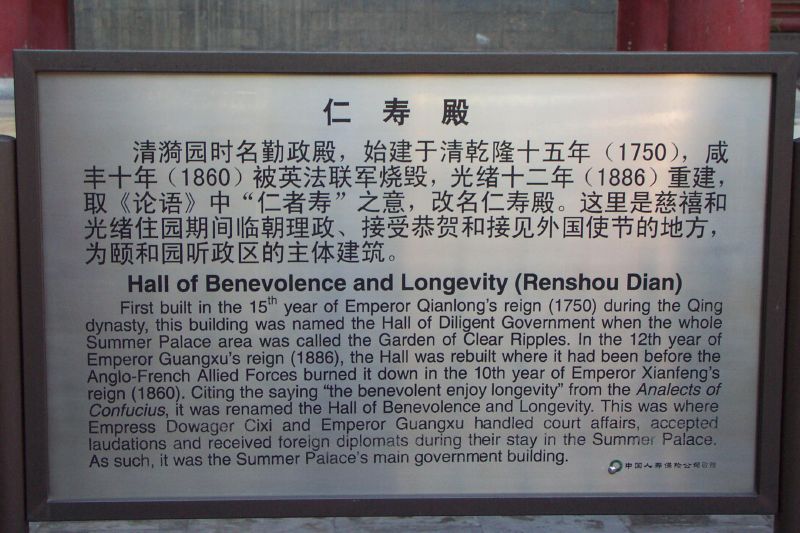 仁寿殿
清漪园时名勤政殿，始建于清乾隆十五年（1750），咸
丰十年（1860）被英法联军烧毁，光绪十二年（1886）重建，
取《论语》中“仁者寿”之意，改名仁寿殿。这里是慈禧和
光绪住园期间临朝理政、接受恭贺和接见外国使节的地方，
为颐和园听政区的主体建筑。
Hall of Benevolence and Longevity (Renshou Dian)
First built in the 15th year of Emperor Qianlong's reign (1750) during the Qing
dynasty, this building was named the Hall of Diligent Government when the whole
Summer Palace area was called the Garden of Clear Ripples. In the 12th year of
Emperor Guangxu's reign (1886), the Hall was rebuilt where it had been before the
Anglo-French Allied Forces burned it down in the 10th year of Emperor Xianfeng's
reign (1860). Citing the saying “the benevolent enjoy longevity” from the Analects of
Confucius, it was renamed the Hall of Benevolence and Longevity. This was where
Empress Dowager Cixi and Emperor Guangxu handled court affairs, accepted
laudations and received foreign diplomats during their stay in the Summer Palace.
As such, it was the Summer Palace's main government building.
中国人寿保险公司敬赠